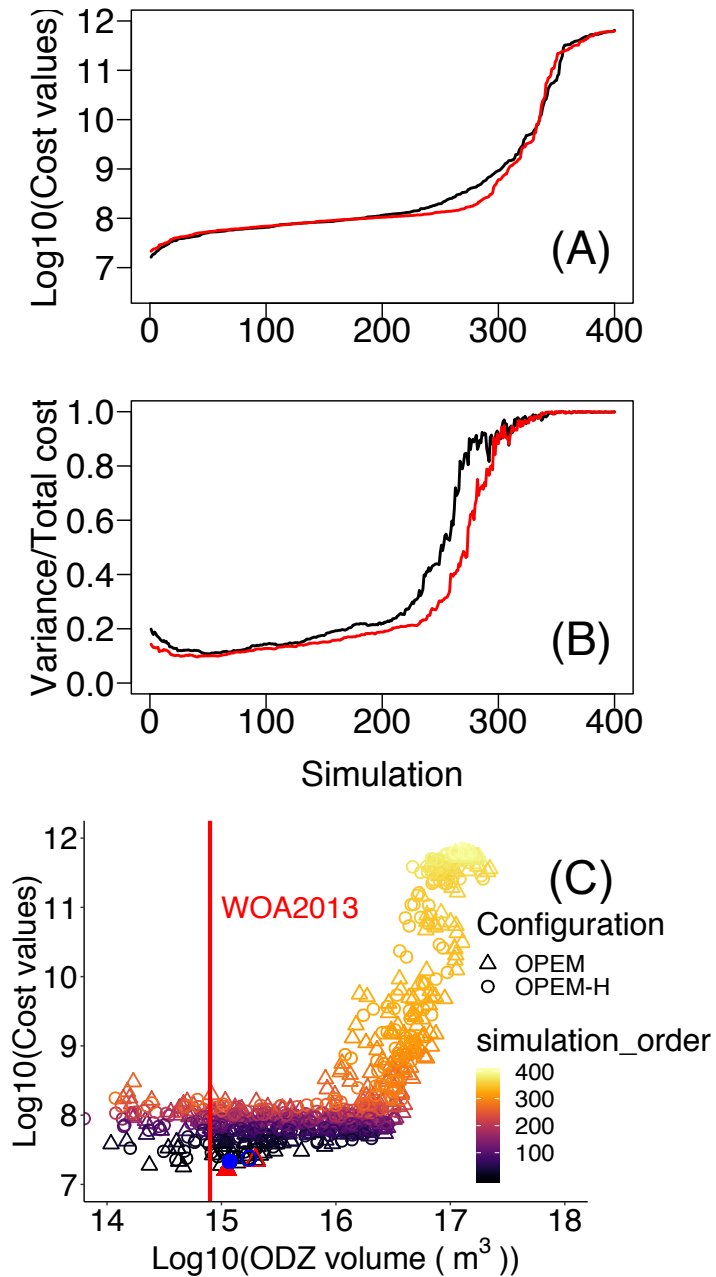 Log10(Cost values)
12
11
10
9
8
7
(A)
0
100
200
300
400
Variance/Total cost
1.0
0.8
0.6
0.4
0.2
0.0
(B)
0
100
200
300
400
Simulation
Log10(Cost values)
12
11
10
9
8
7
WOA2013
(C)
Configuration
OPEM
OPEM-H
simulation_order
400
300
200
100
14
15
16
17
18
Log10(ODZ volume ( m³ ))